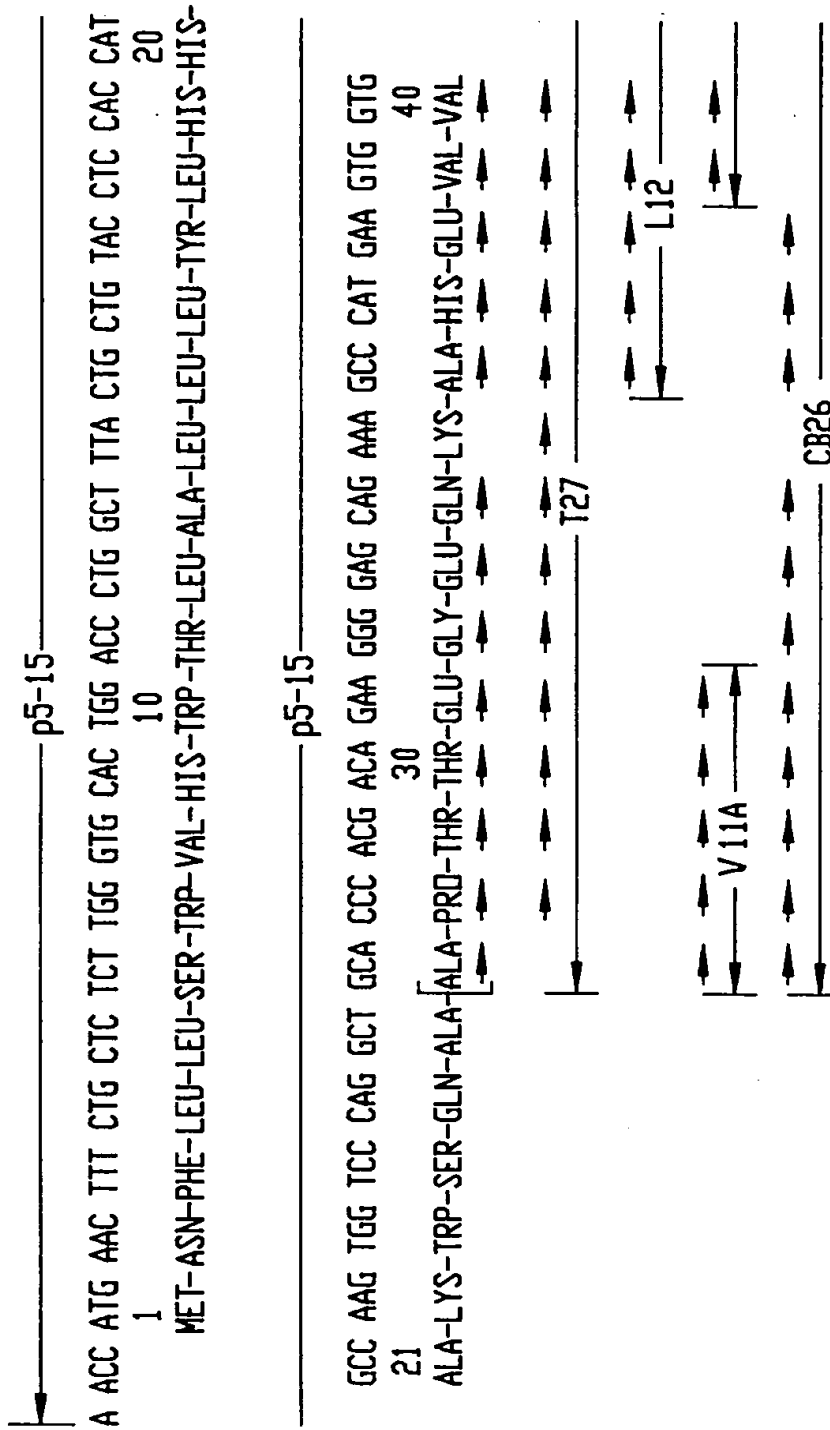 p5-15
A ACC ATG AAC TTT CTG CTC TCT TGG GTG CAC TGG ACC CTG GCT TTA CTG CTG TAC CTC CAC CAT
1 10 20
MET-ASN-PHE-LEU-LEU-SER-TRP-VAL-HIS-TRP-THR-LEU-ALA-LEU-LEU-LEU-TYR-LEU-HIS-HIS-
p5-15
GCC AAG TGG TCC CAG GCT GCA CCC ACG ACA GAA GGG GAG CAG AAA GCC CAT GAA GTG GTG
21 30 40
ALA-LYS-TRP-SER-GLN-ALA-ALA-PRO-THR-THR-GLU-GLY-GLU-GLN-LYS-ALA-HIS-GLU-VAL-VAL
T27
L12
V11A
CB26